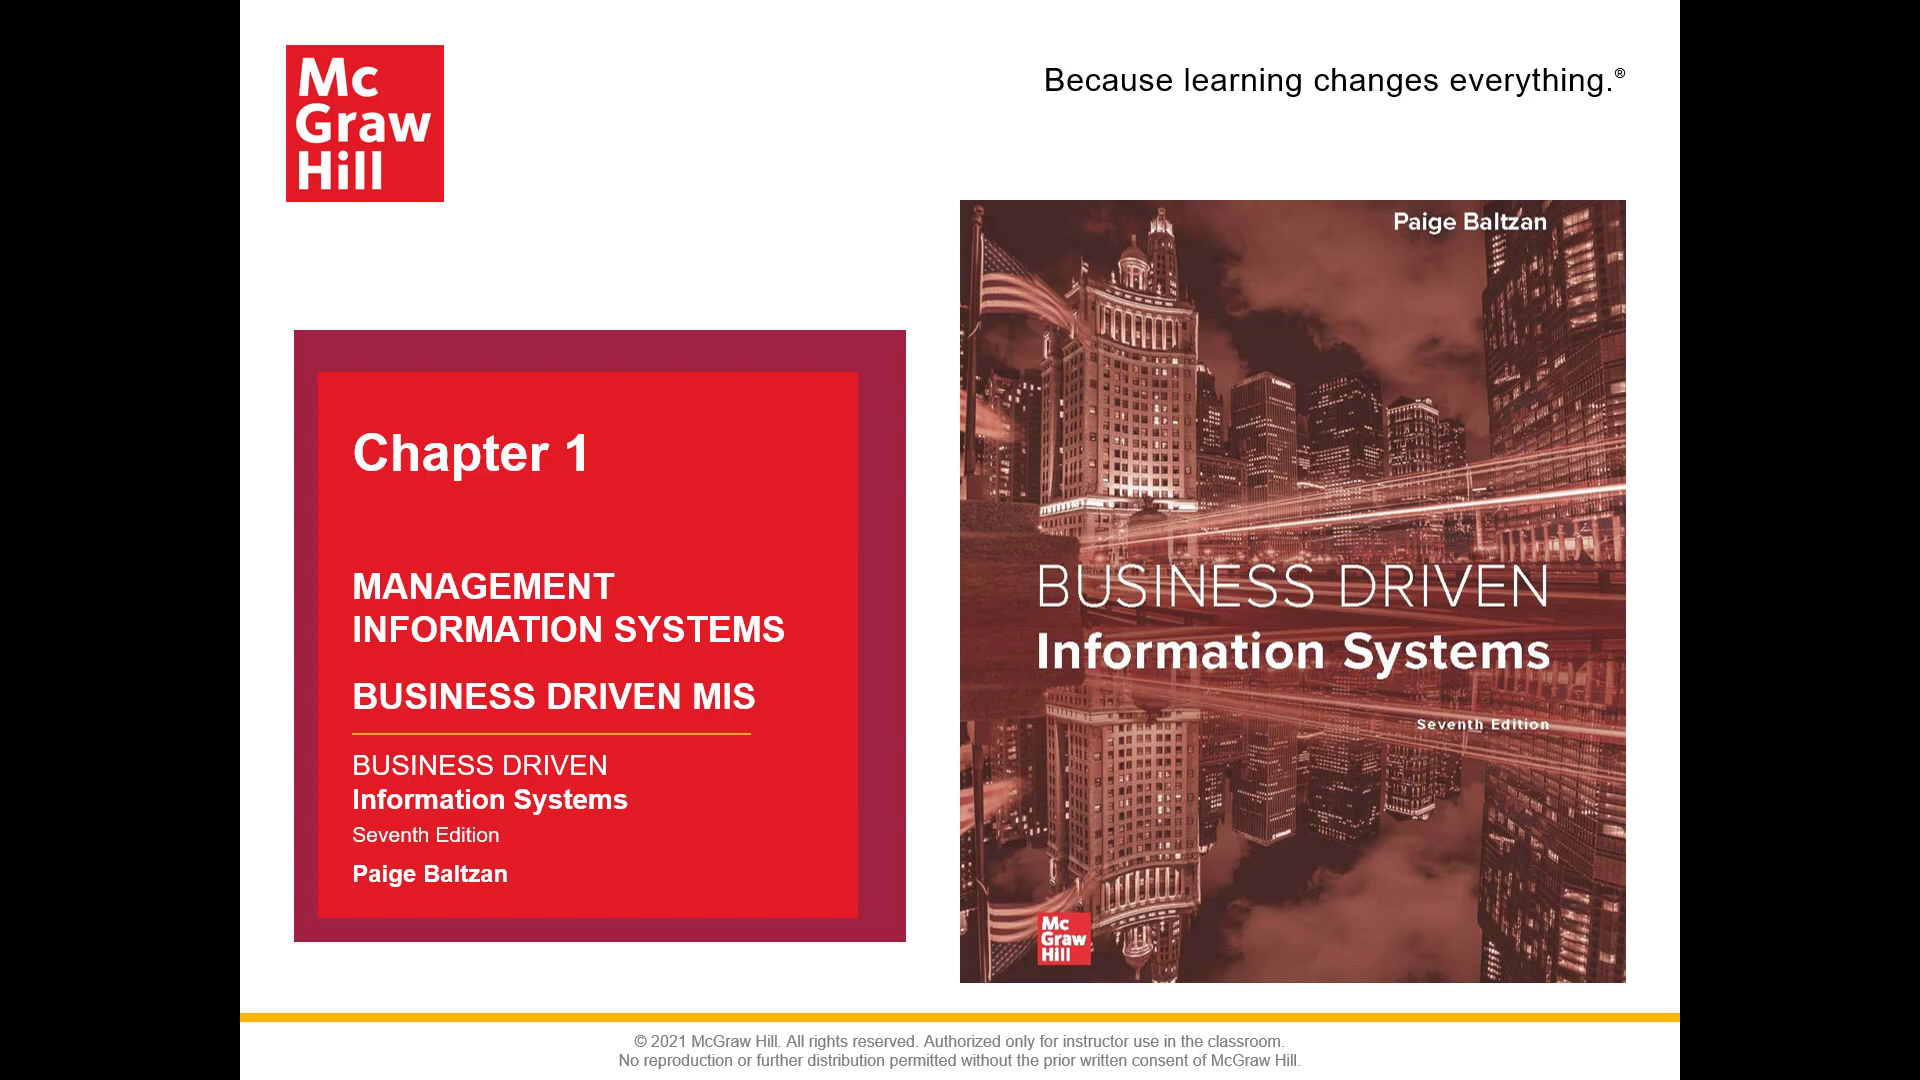 Mc
Graw
Hill
Because learning changes everything.®
Chapter 1
MANAGEMENT
INFORMATION SYSTEMS
BUSINESS DRIVEN MIS
BUSINESS DRIVEN
Information Systems
Seventh Edition
Paige Baltzan
Paige Baltzan
BUSINESS DRIVEN
Information Systems
Seventh Edition
Mc
Graw
Hill
© 2021 McGraw Hill. All rights reserved. Authorized only for instructor use in the classroom.
No reproduction or further distribution permitted without the prior written consent of McGraw Hill.